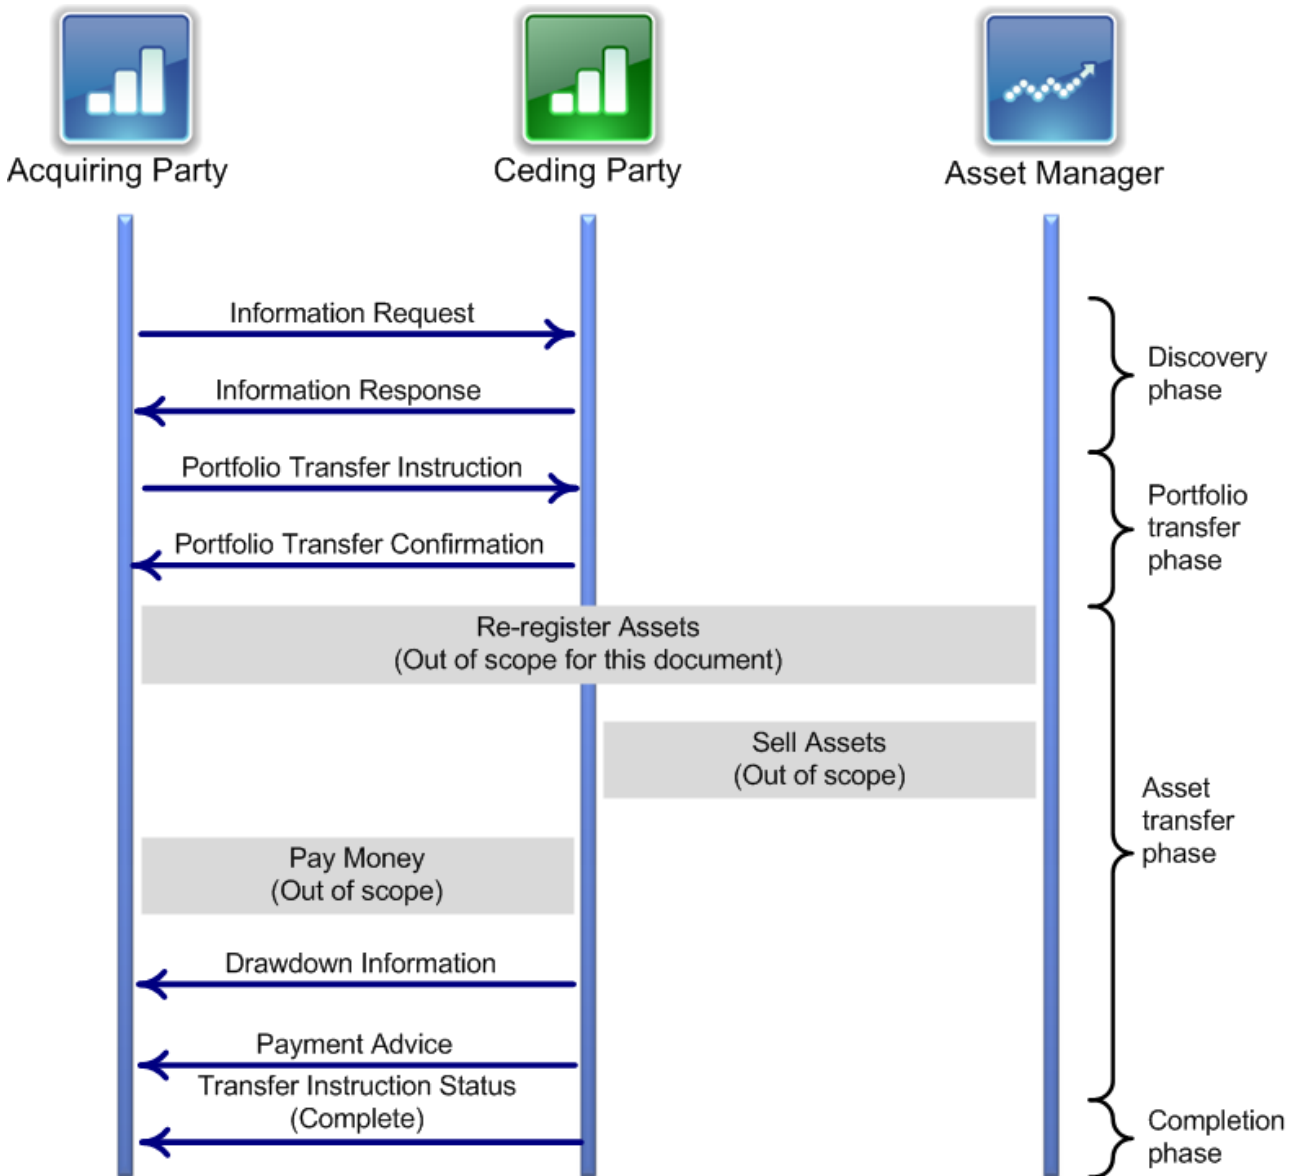 Acquiring Party
Ceding Party
Asset Manager
Information Request
Information Response
Discovery
phase
Portfolio Transfer Instruction
Portfolio Transfer Confirmation
Portfolio
transfer
phase
Re-register Assets
(Out of scope for this document)
Sell Assets
(Out of scope)
Pay Money
(Out of scope)
Asset
transfer
phase
Drawdown Information
Payment Advice
Transfer Instruction Status
(Complete)
Completion
phase